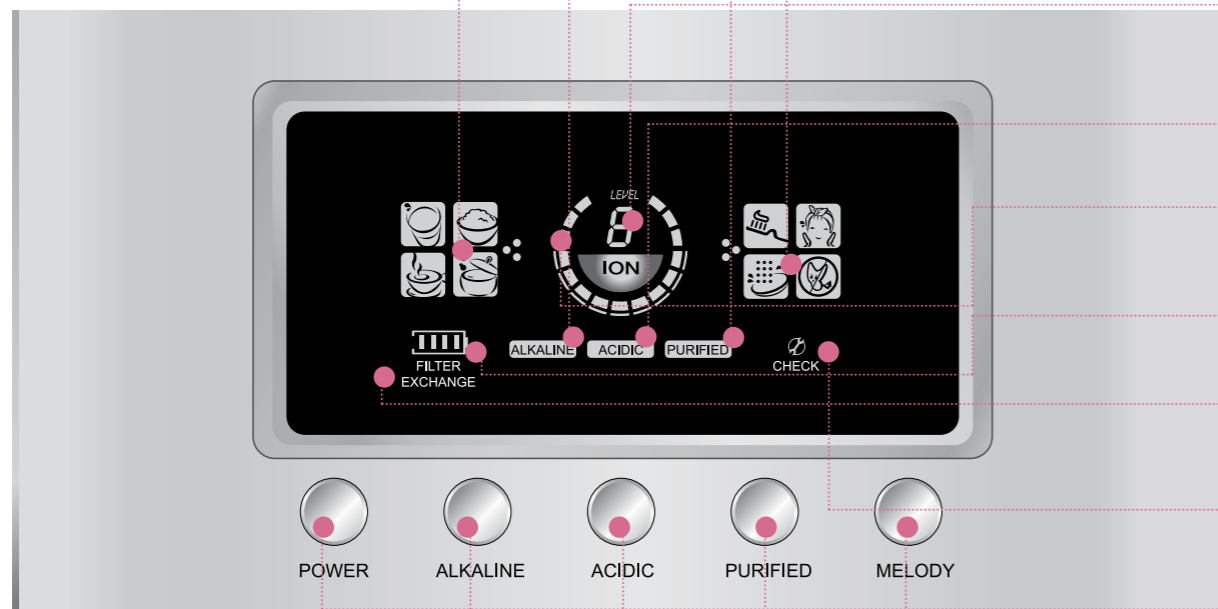 LEVEL
8
ION
ALKALINE ACIDIC PURIFIED
FILTER
EXCHANGE
CHECK
POWER ALKALINE ACIDIC PURIFIED MELODY